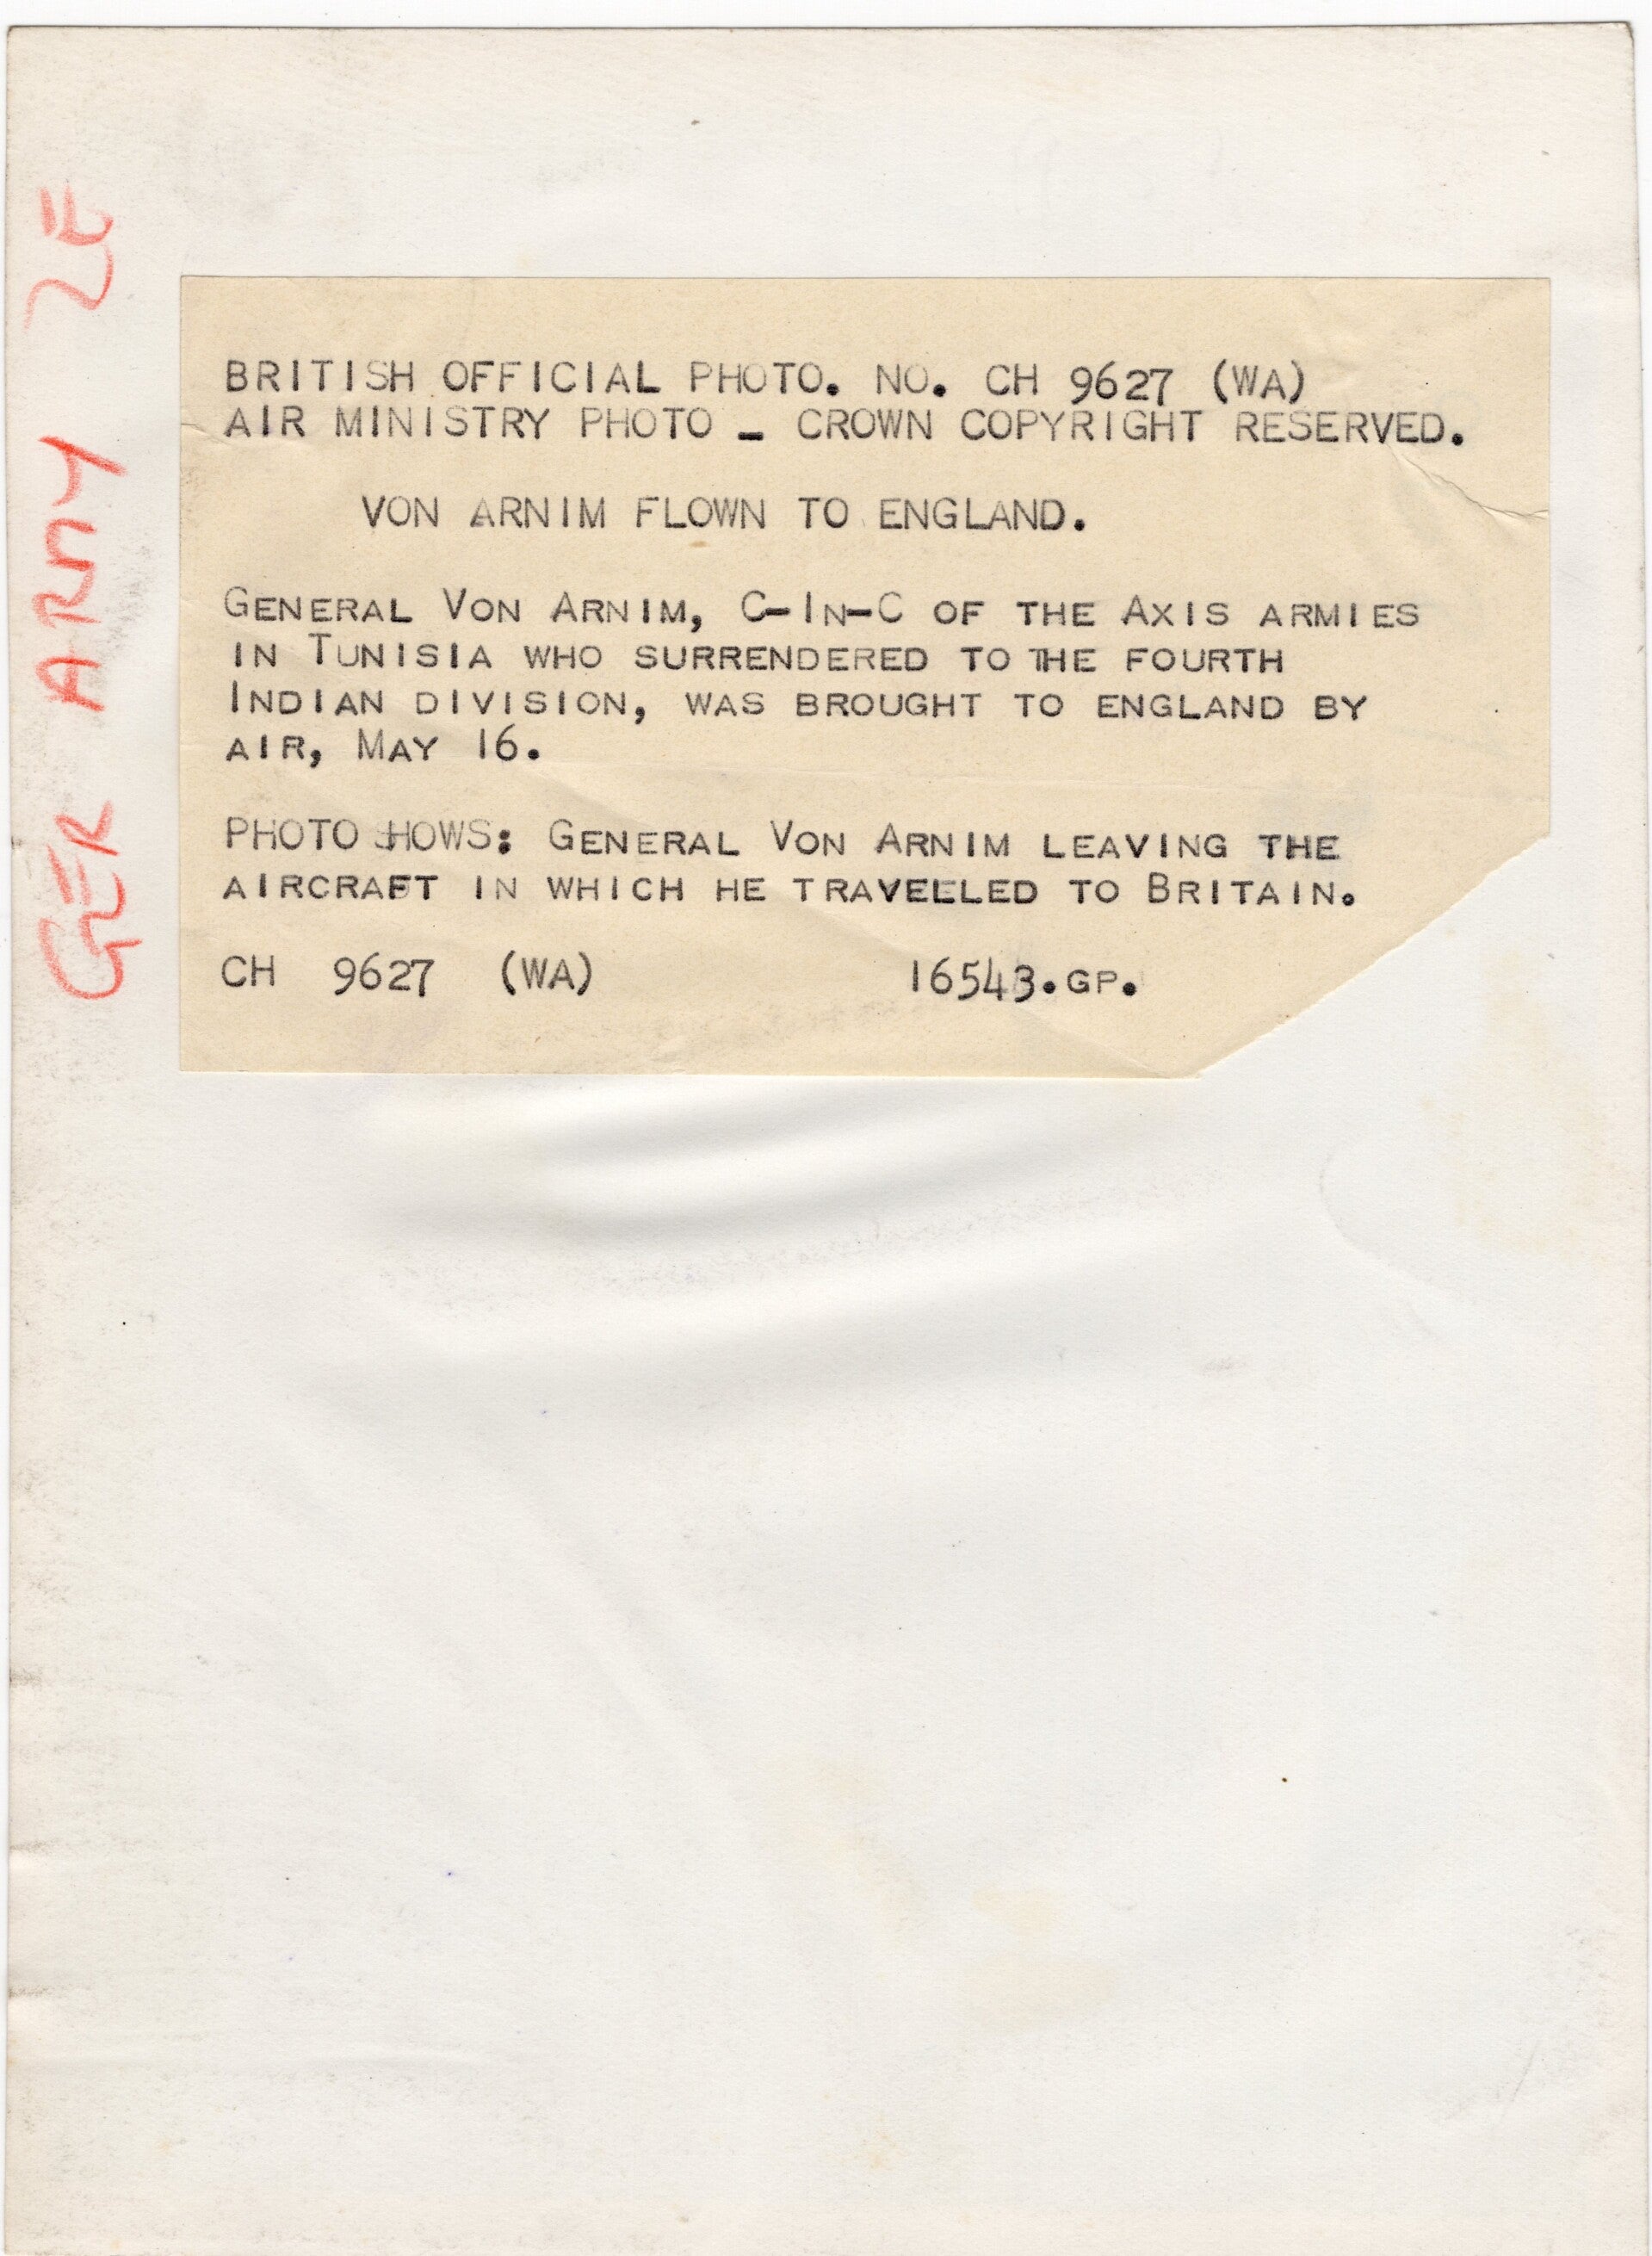 BRITISH OFFICIAL PHOTO. NO. CH 9627 (WA)
AIR MINISTRY PHOTO - CROWN COPYRIGHT RESERVED.
VON ARNIM FLOWN TO ENGLAND.
GENERAL VON ARNIM, C-IN-C OF THE AXIS ARMIES
IN TUNISIA WHO SURRENDERED TO THE FOURTH
INDIAN DIVISION, WAS BROUGHT TO ENGLAND BY
AIR, MAY 16.
PHOTO SHOWS: GENERAL VON ARNIM LEAVING THE
AIRCRAFT IN WHICH HE TRAVELLED TO BRITAIN.
CH 9627 (WA) 16543.GP.
GER ARMY